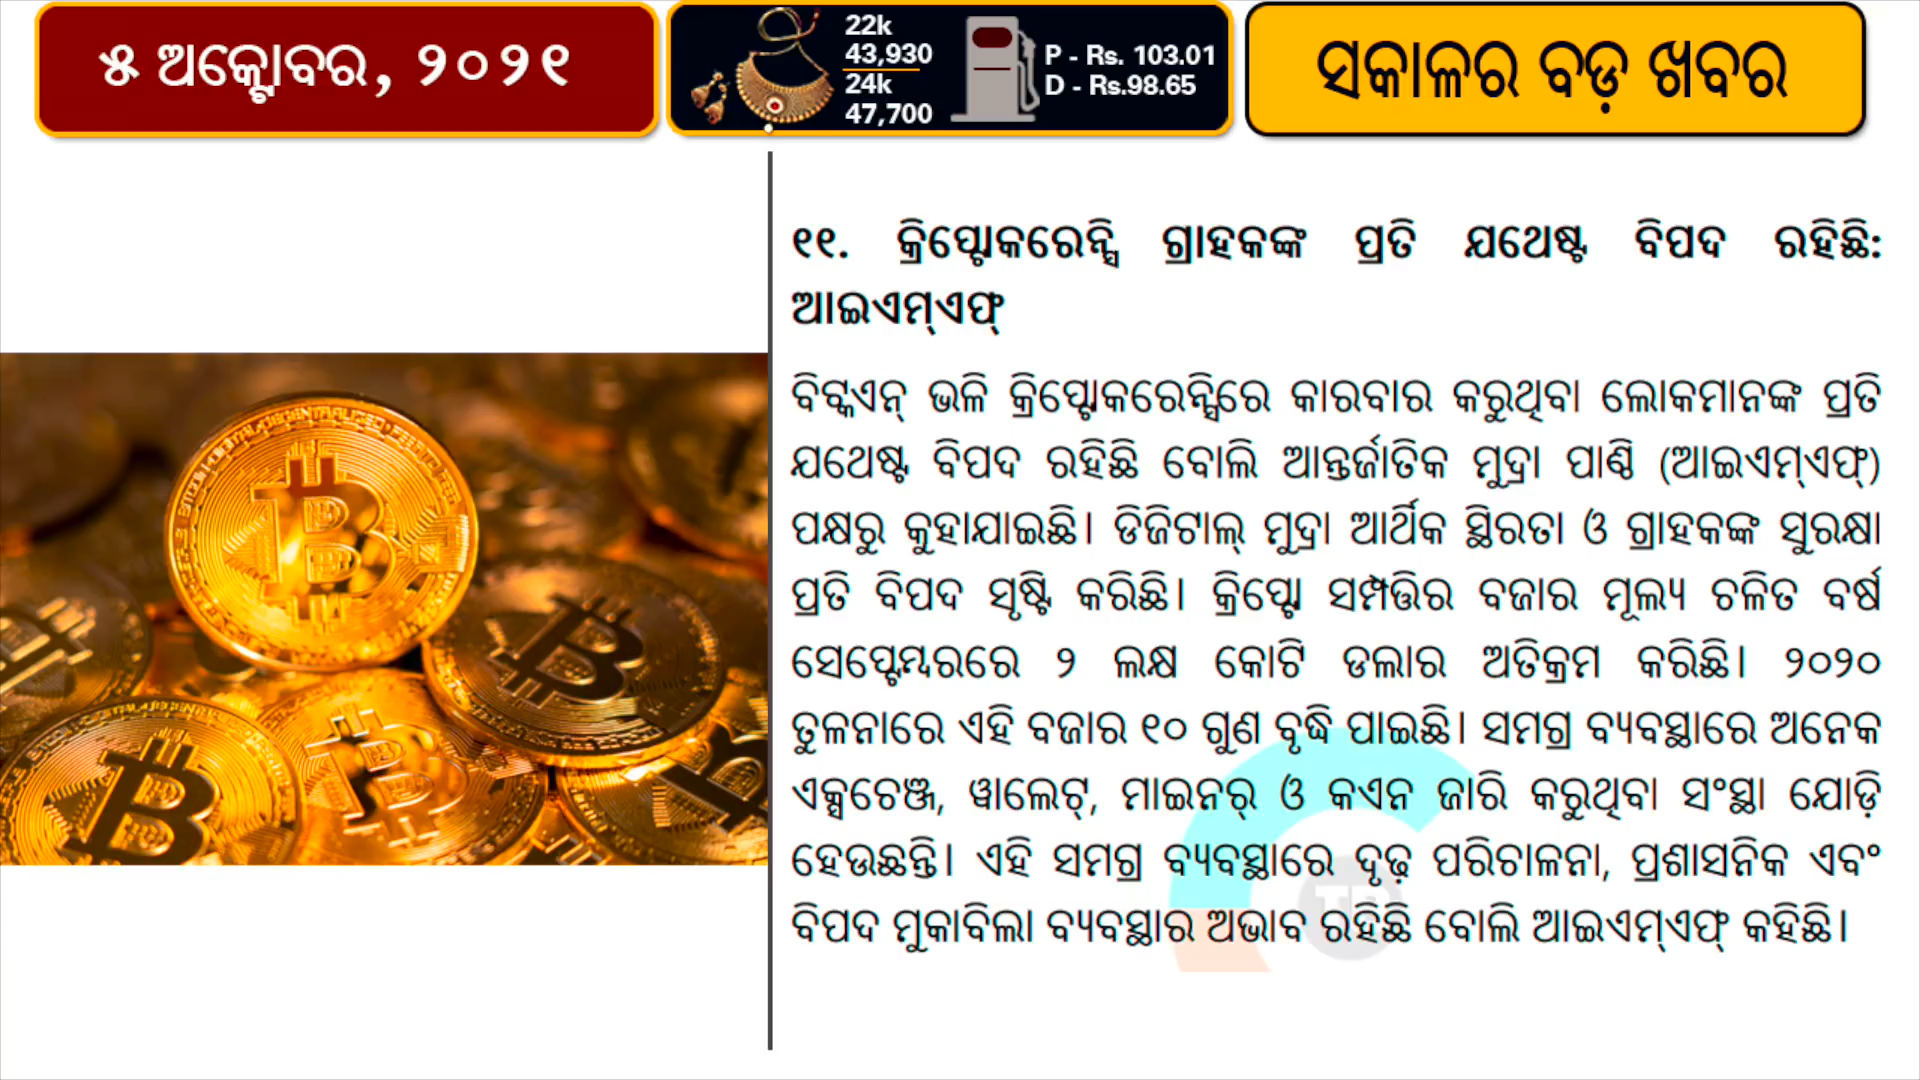 ୫ ଅକ୍ଟୋବର, ୨୦୨୧
22k
43,930
24k
47,700
P - Rs. 103.01
D - Rs.98.65
ସକାଳର ବଡ଼ ଖବର
୧୧. କ୍ରିପ୍ଟୋକରେନ୍ସି ଗ୍ରାହକଙ୍କ ପ୍ରତି ଯଥେଷ୍ଟ ବିପଦ ରହିଛି:
ଆଇଏମ୍ଏଫ୍
ବିଟ୍କଏନ୍ ଭଳି କ୍ରିପ୍ଟୋକରେନ୍ସିରେ କାରବାର କରୁଥିବା ଲୋକମାନଙ୍କ ପ୍ରତି
ଯଥେଷ୍ଟ ବିପଦ ରହିଛି ବୋଲି ଆନ୍ତର୍ଜାତିକ ମୁଦ୍ରା ପାଣ୍ଠି (ଆଇଏମ୍ଏଫ୍)
ପକ୍ଷରୁ କୁହାଯାଇଛି। ଡିଜିଟାଲ୍ ମୁଦ୍ରା ଆର୍ଥିକ ସ୍ଥିରତା ଓ ଗ୍ରାହକଙ୍କ ସୁରକ୍ଷା
ପ୍ରତି ବିପଦ ସୃଷ୍ଟି କରିଛି। କ୍ରିପ୍ଟୋ ସମ୍ପତ୍ତିର ବଜାର ମୂଲ୍ୟ ଚଳିତ ବର୍ଷ
ସେପ୍ଟେମ୍ବରରେ ୨ ଲକ୍ଷ କୋଟି ଡଲାର ଅତିକ୍ରମ କରିଛି। ୨୦୨୦
ତୁଳନାରେ ଏହି ବଜାର ୧୦ ଗୁଣ ବୃଦ୍ଧି ପାଇଛି। ସମଗ୍ର ବ୍ୟବସ୍ଥାରେ ଅନେକ
ଏକ୍ସଚେଞ୍ଜ, ୱାଲେଟ୍, ମାଇନର୍ ଓ କଏନ ଜାରି କରୁଥିବା ସଂସ୍ଥା ଯୋଡ଼ି
ହେଉଛନ୍ତି। ଏହି ସମଗ୍ର ବ୍ୟବସ୍ଥାରେ ଦୃଢ଼ ପରିଚାଳନା, ପ୍ରଶାସନିକ ଏବଂ
ବିପଦ ମୁକାବିଲା ବ୍ୟବସ୍ଥାର ଅଭାବ ରହିଛି ବୋଲି ଆଇଏମ୍ଏଫ୍ କହିଛି।